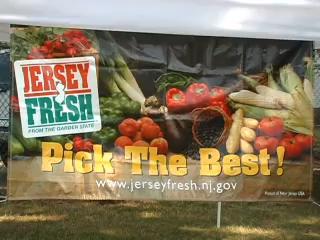 JERSEY
FRESH
FROM THE GARDEN STATE
Pick The Best!
www.jerseyfresh.nj.gov